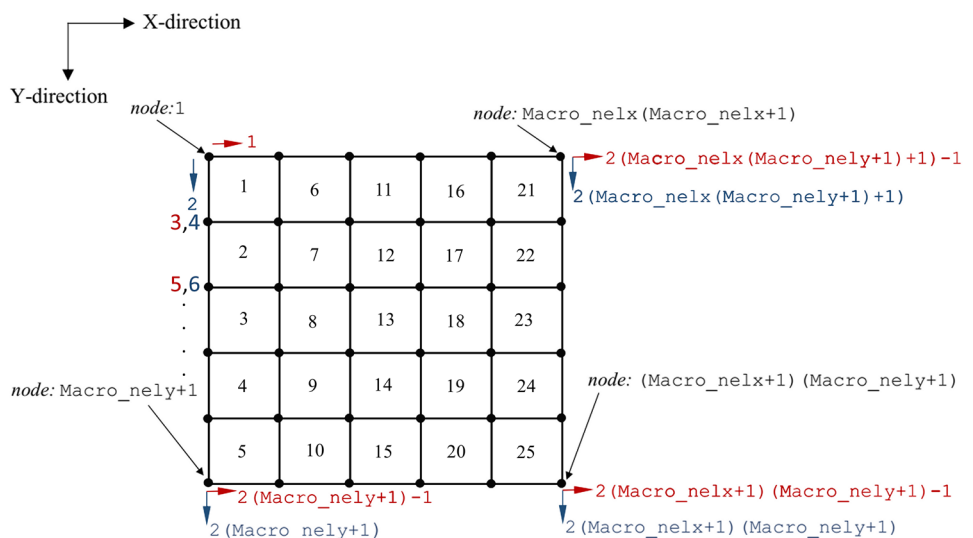 X-direction
Y-direction
node:1
node: Macro_nelx(Macro_nelx+1)
1
2(Macro_nelx(Macro_nely+1)+1)-1
2
2(Macro_nelx(Macro_nely+1)+1)
1 6 11 16 21
3,4
2 7 12 17 22
5,6
.
.
3 8 13 18 23
.
.
.
node: Macro_nely+1
4 9 14 19 24
node: (Macro_nelx+1)(Macro_nely+1)
5 10 15 20 25
2(Macro_nely+1)-1
2(Macro_nelx+1)(Macro_nely+1)-1
2(Macro nely+1)
2(Macro_nelx+1)(Macro_nely+1)